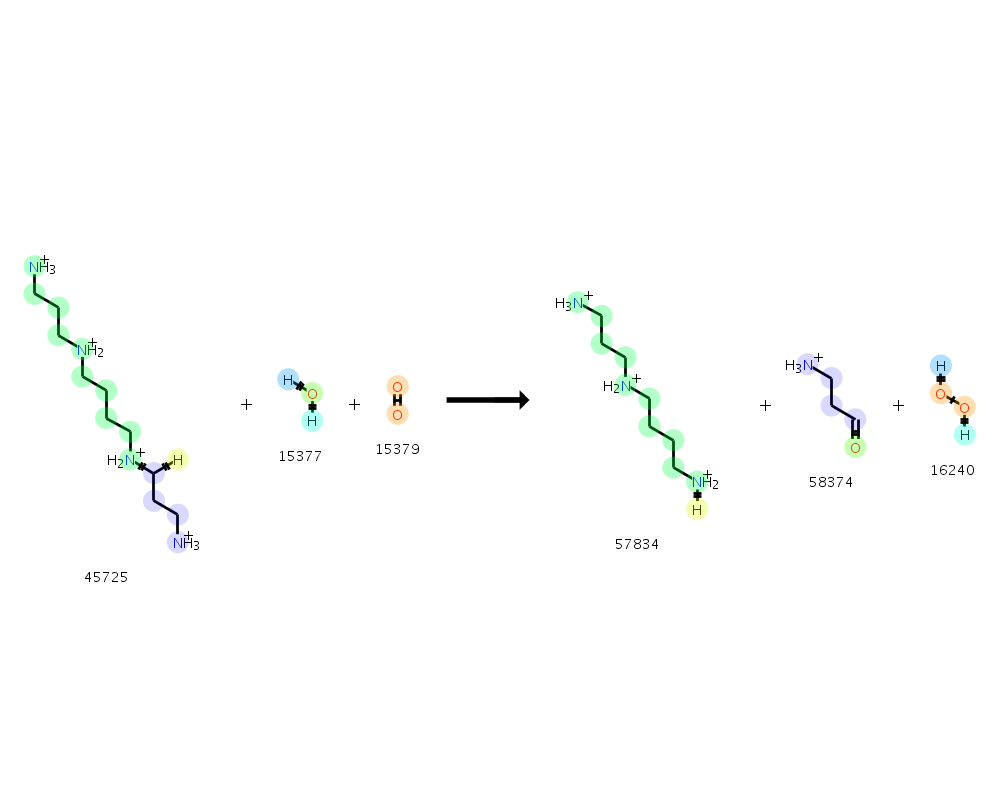 NH3+
NH2+
H2N+
H
NH3+
45725
+
H
O
H
15377
+
O
O
15379
H3N+
H2N+
NH2+
H
57834
+
H3N+
O
58374
+
H
O
O
H
16240